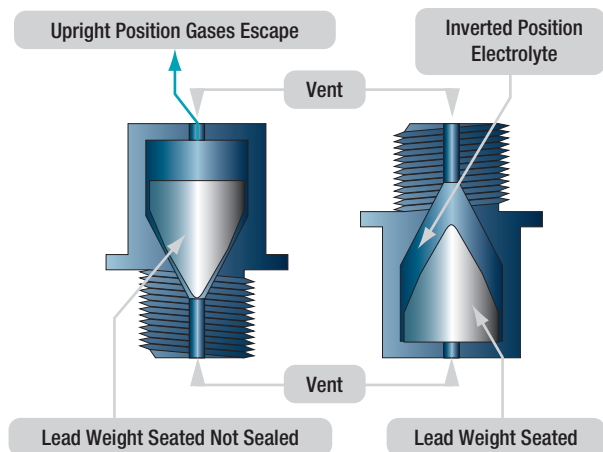 Upright Position Gases Escape
Inverted Position
Electrolyte
Vent
Vent
Lead Weight Seated Not Sealed
Lead Weight Seated